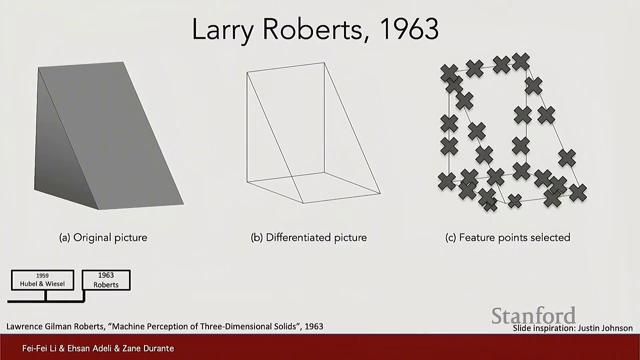 Larry Roberts, 1963
(a) Original picture
(b) Differentiated picture
(c) Feature points selected
1959
Hubel & Wiesel
1963
Roberts
Stanford
Lawrence Gilman Roberts, "Machine Perception of Three-Dimensional Solids", 1963
Slide inspiration: Justin Johnson
Fei-Fei Li & Ehsan Adeli & Zane Durante